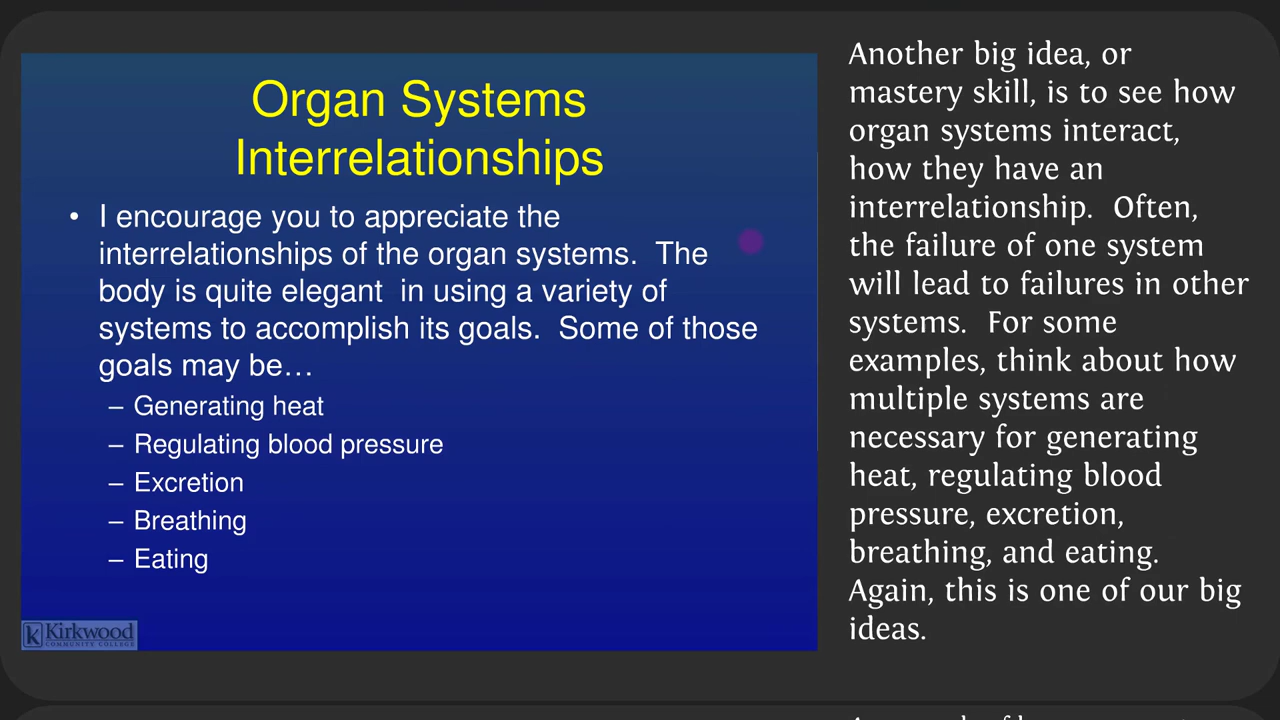 Organ Systems
Interrelationships
• I encourage you to appreciate the
interrelationships of the organ systems.  The
body is quite elegant  in using a variety of
systems to accomplish its goals.  Some of those
goals may be…
– Generating heat
– Regulating blood pressure
– Excretion
– Breathing
– Eating
Kirkwood
COMMUNITY COLLEGE
Another big idea, or
mastery skill, is to see how
organ systems interact,
how they have an
interrelationship.  Often,
the failure of one system
will lead to failures in other
systems.  For some
examples, think about how
multiple systems are
necessary for generating
heat, regulating blood
pressure, excretion,
breathing, and eating.
Again, this is one of our big
ideas.